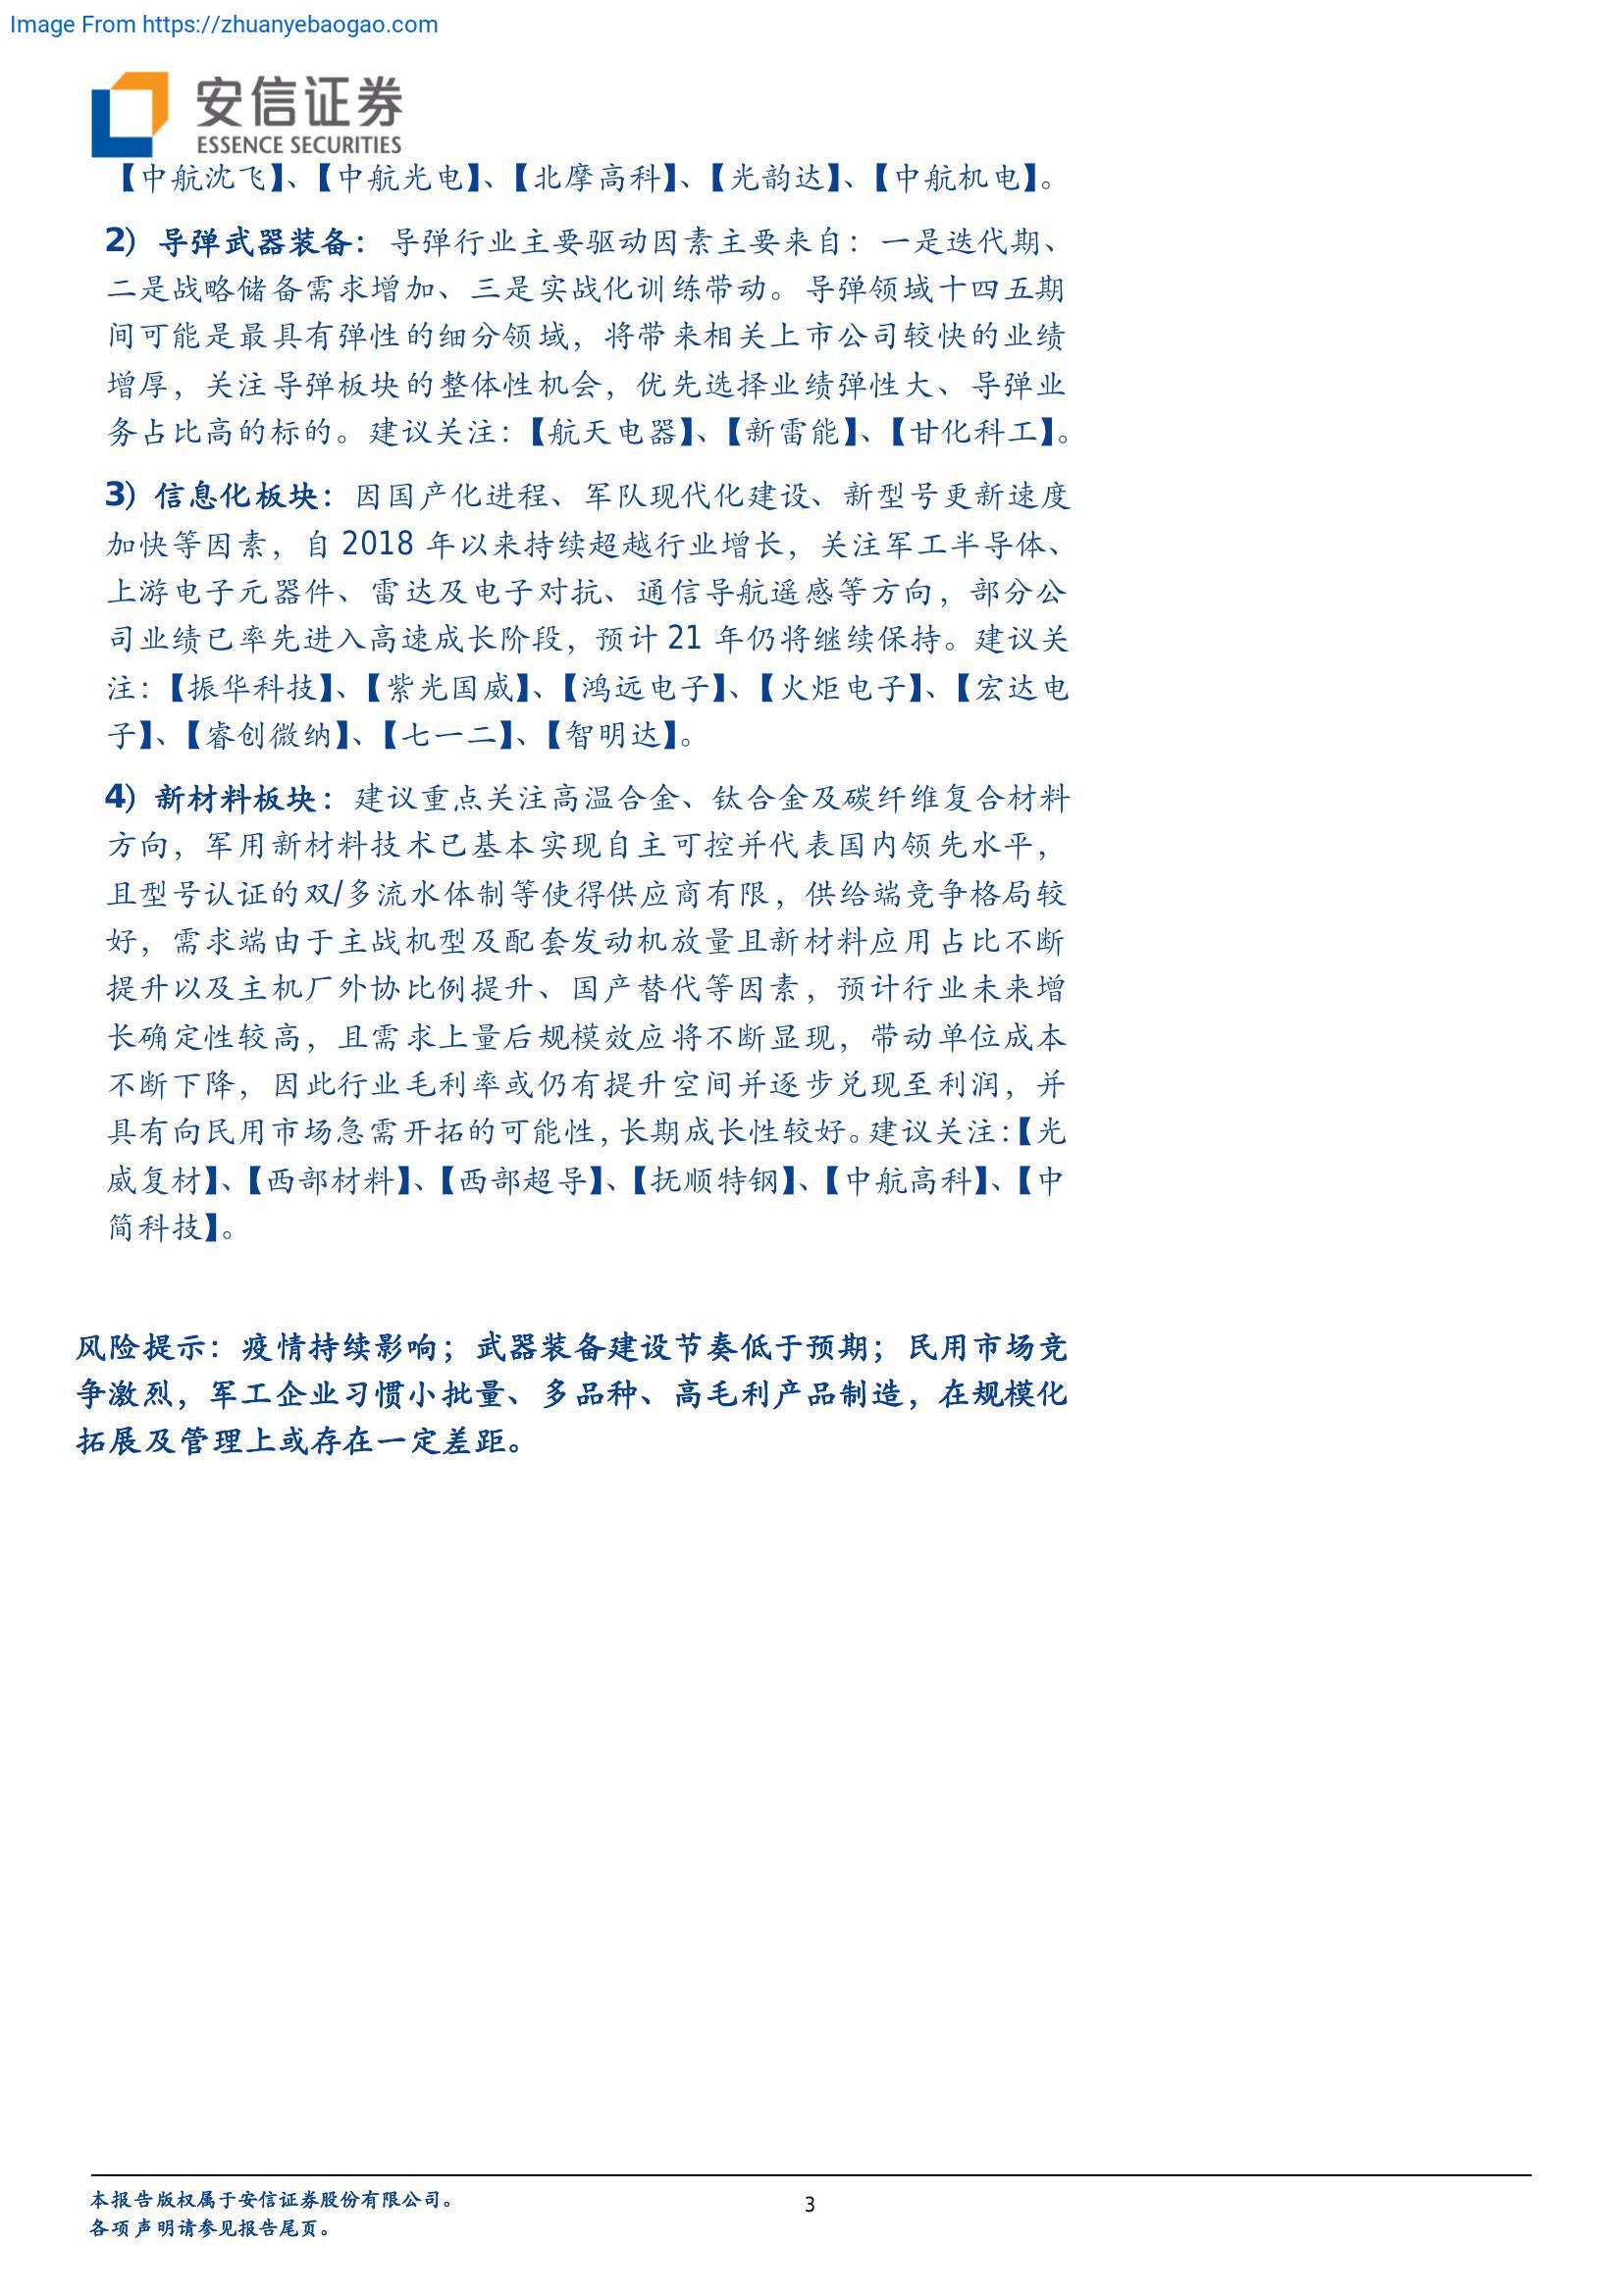 Image From https://zhuanyebaogao.com
安信证券
ESSENCE SECURITIES
【中航沈飞】、【中航光电】、【北摩高科】、【光韵达】、【中航机电】。
2）导弹武器装备：导弹行业主要驱动因素主要来自：一是迭代期、
二是战略储备需求增加、三是实战化训练带动。导弹领域十四五期
间可能是最具有弹性的细分领域，将带来相关上市公司较快的业绩
增厚，关注导弹板块的整体性机会，优先选择业绩弹性大、导弹业
务占比高的标的。建议关注：【航天电器】、【新雷能】、【甘化科工】。
3）信息化板块：因国产化进程、军队现代化建设、新型号更新速度
加快等因素，自 2018 年以来持续超越行业增长，关注军工半导体、
上游电子元器件、雷达及电子对抗、通信导航遥感等方向，部分公
司业绩已率先进入高速成长阶段，预计 21 年仍将继续保持。建议关
注：【振华科技】、【紫光国威】、【鸿远电子】、【火炬电子】、【宏达电
子】、【睿创微纳】、【七一二】、【智明达】。
4）新材料板块：建议重点关注高温合金、钛合金及碳纤维复合材料
方向，军用新材料技术已基本实现自主可控并代表国内领先水平，
且型号认证的双/多流水体制等使得供应商有限，供给端竞争格局较
好，需求端由于主战机型及配套发动机放量且新材料应用占比不断
提升以及主机厂外协比例提升、国产替代等因素，预计行业未来增
长确定性较高，且需求上量后规模效应将不断显现，带动单位成本
不断下降，因此行业毛利率或仍有提升空间并逐步兑现至利润，并
具有向民用市场急需开拓的可能性，长期成长性较好。建议关注：【光
威复材】、【西部材料】、【西部超导】、【抚顺特钢】、【中航高科】、【中
简科技】。
风险提示：疫情持续影响；武器装备建设节奏低于预期；民用市场竞
争激烈，军工企业习惯小批量、多品种、高毛利产品制造，在规模化
拓展及管理上或存在一定差距。
本报告版权属于安信证券股份有限公司。
3
各项声明请参见报告尾页。